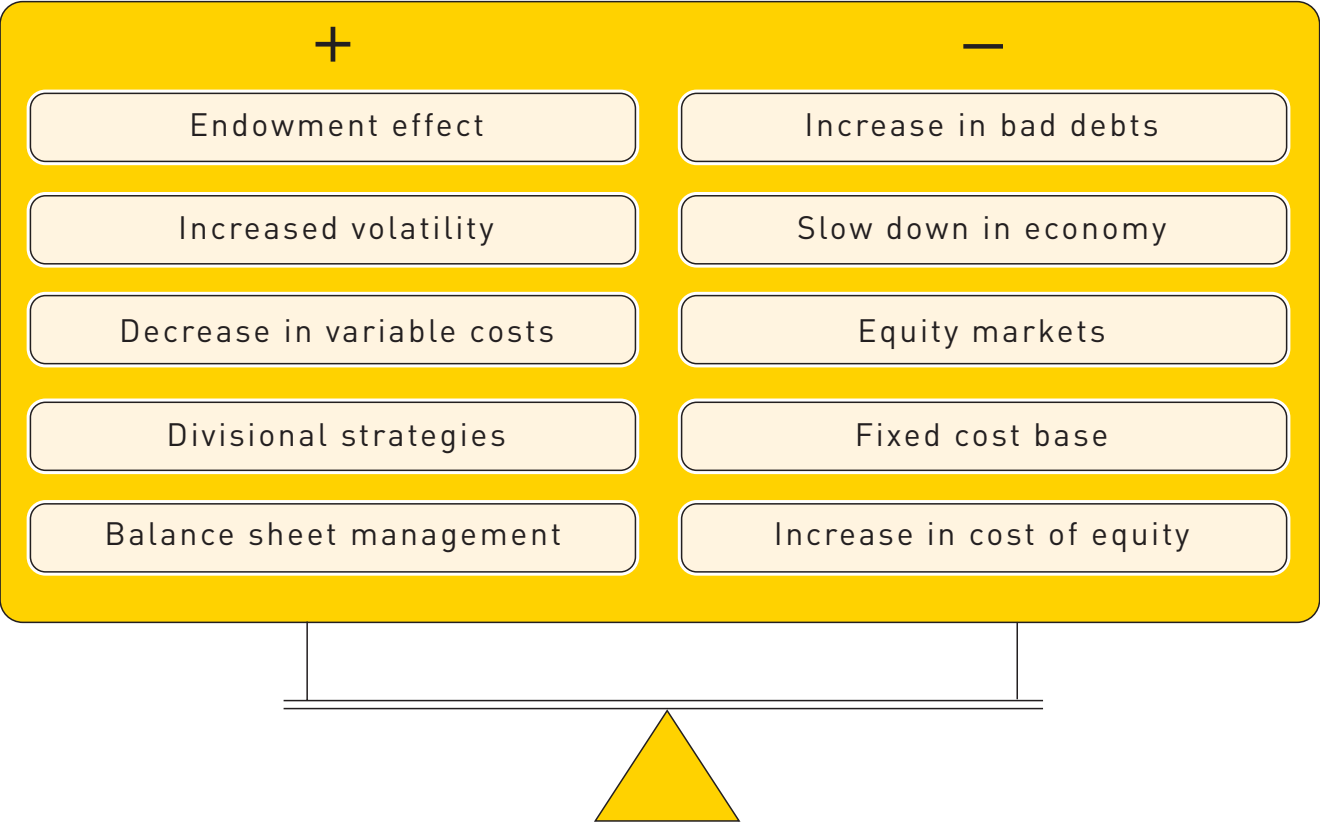 +
Endowment effect
Increased volatility
Decrease in variable costs
Divisional strategies
Balance sheet management
—
Increase in bad debts
Slow down in economy
Equity markets
Fixed cost base
Increase in cost of equity